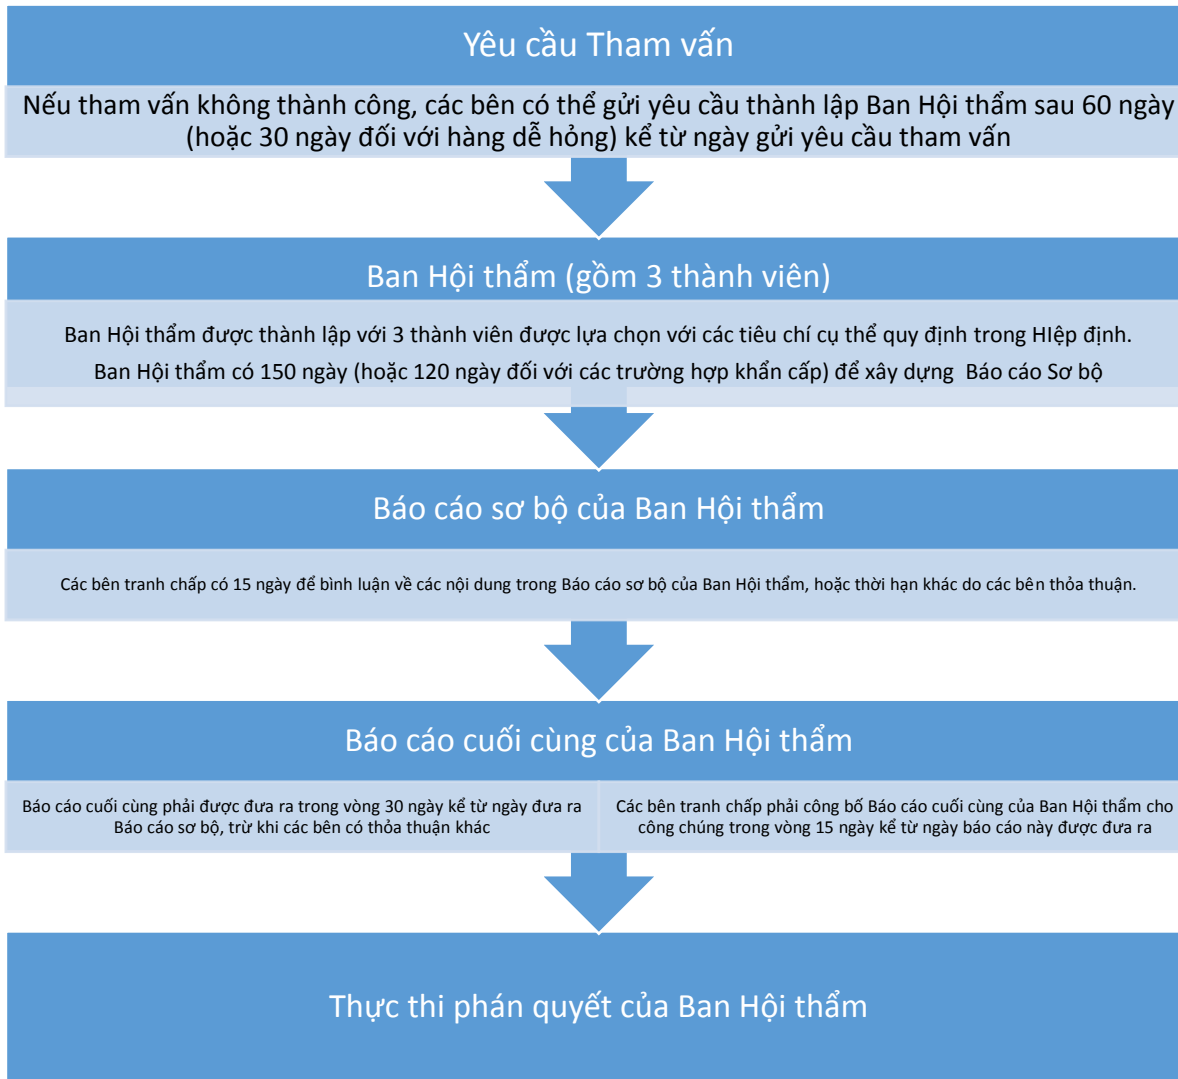 Yêu cầu Tham vấn
Nếu tham vấn không thành công, các bên có thể gửi yêu cầu thành lập Ban Hội thẩm sau 60 ngày
(hoặc 30 ngày đối với hàng dễ hỏng) kể từ ngày gửi yêu cầu tham vấn
Ban Hội thẩm (gồm 3 thành viên)
Ban Hội thẩm được thành lập với 3 thành viên được lựa chọn với các tiêu chí cụ thể quy định trong HIệp định.
Ban Hội thẩm có 150 ngày (hoặc 120 ngày đối với các trường hợp khẩn cấp) để xây dựng Báo cáo Sơ bộ
Báo cáo sơ bộ của Ban Hội thẩm
Các bên tranh chấp có 15 ngày để bình luận về các nội dung trong Báo cáo sơ bộ của Ban Hội thẩm, hoặc thời hạn khác do các bên thỏa thuận.
Báo cáo cuối cùng của Ban Hội thẩm
Báo cáo cuối cùng phải được đưa ra trong vòng 30 ngày kể từ ngày đưa ra
Báo cáo sơ bộ, trừ khi các bên có thỏa thuận khác
Các bên tranh chấp phải công bố Báo cáo cuối cùng của Ban Hội thẩm cho
công chúng trong vòng 15 ngày kể từ ngày báo cáo này được đưa ra
Thực thi phán quyết của Ban Hội thẩm